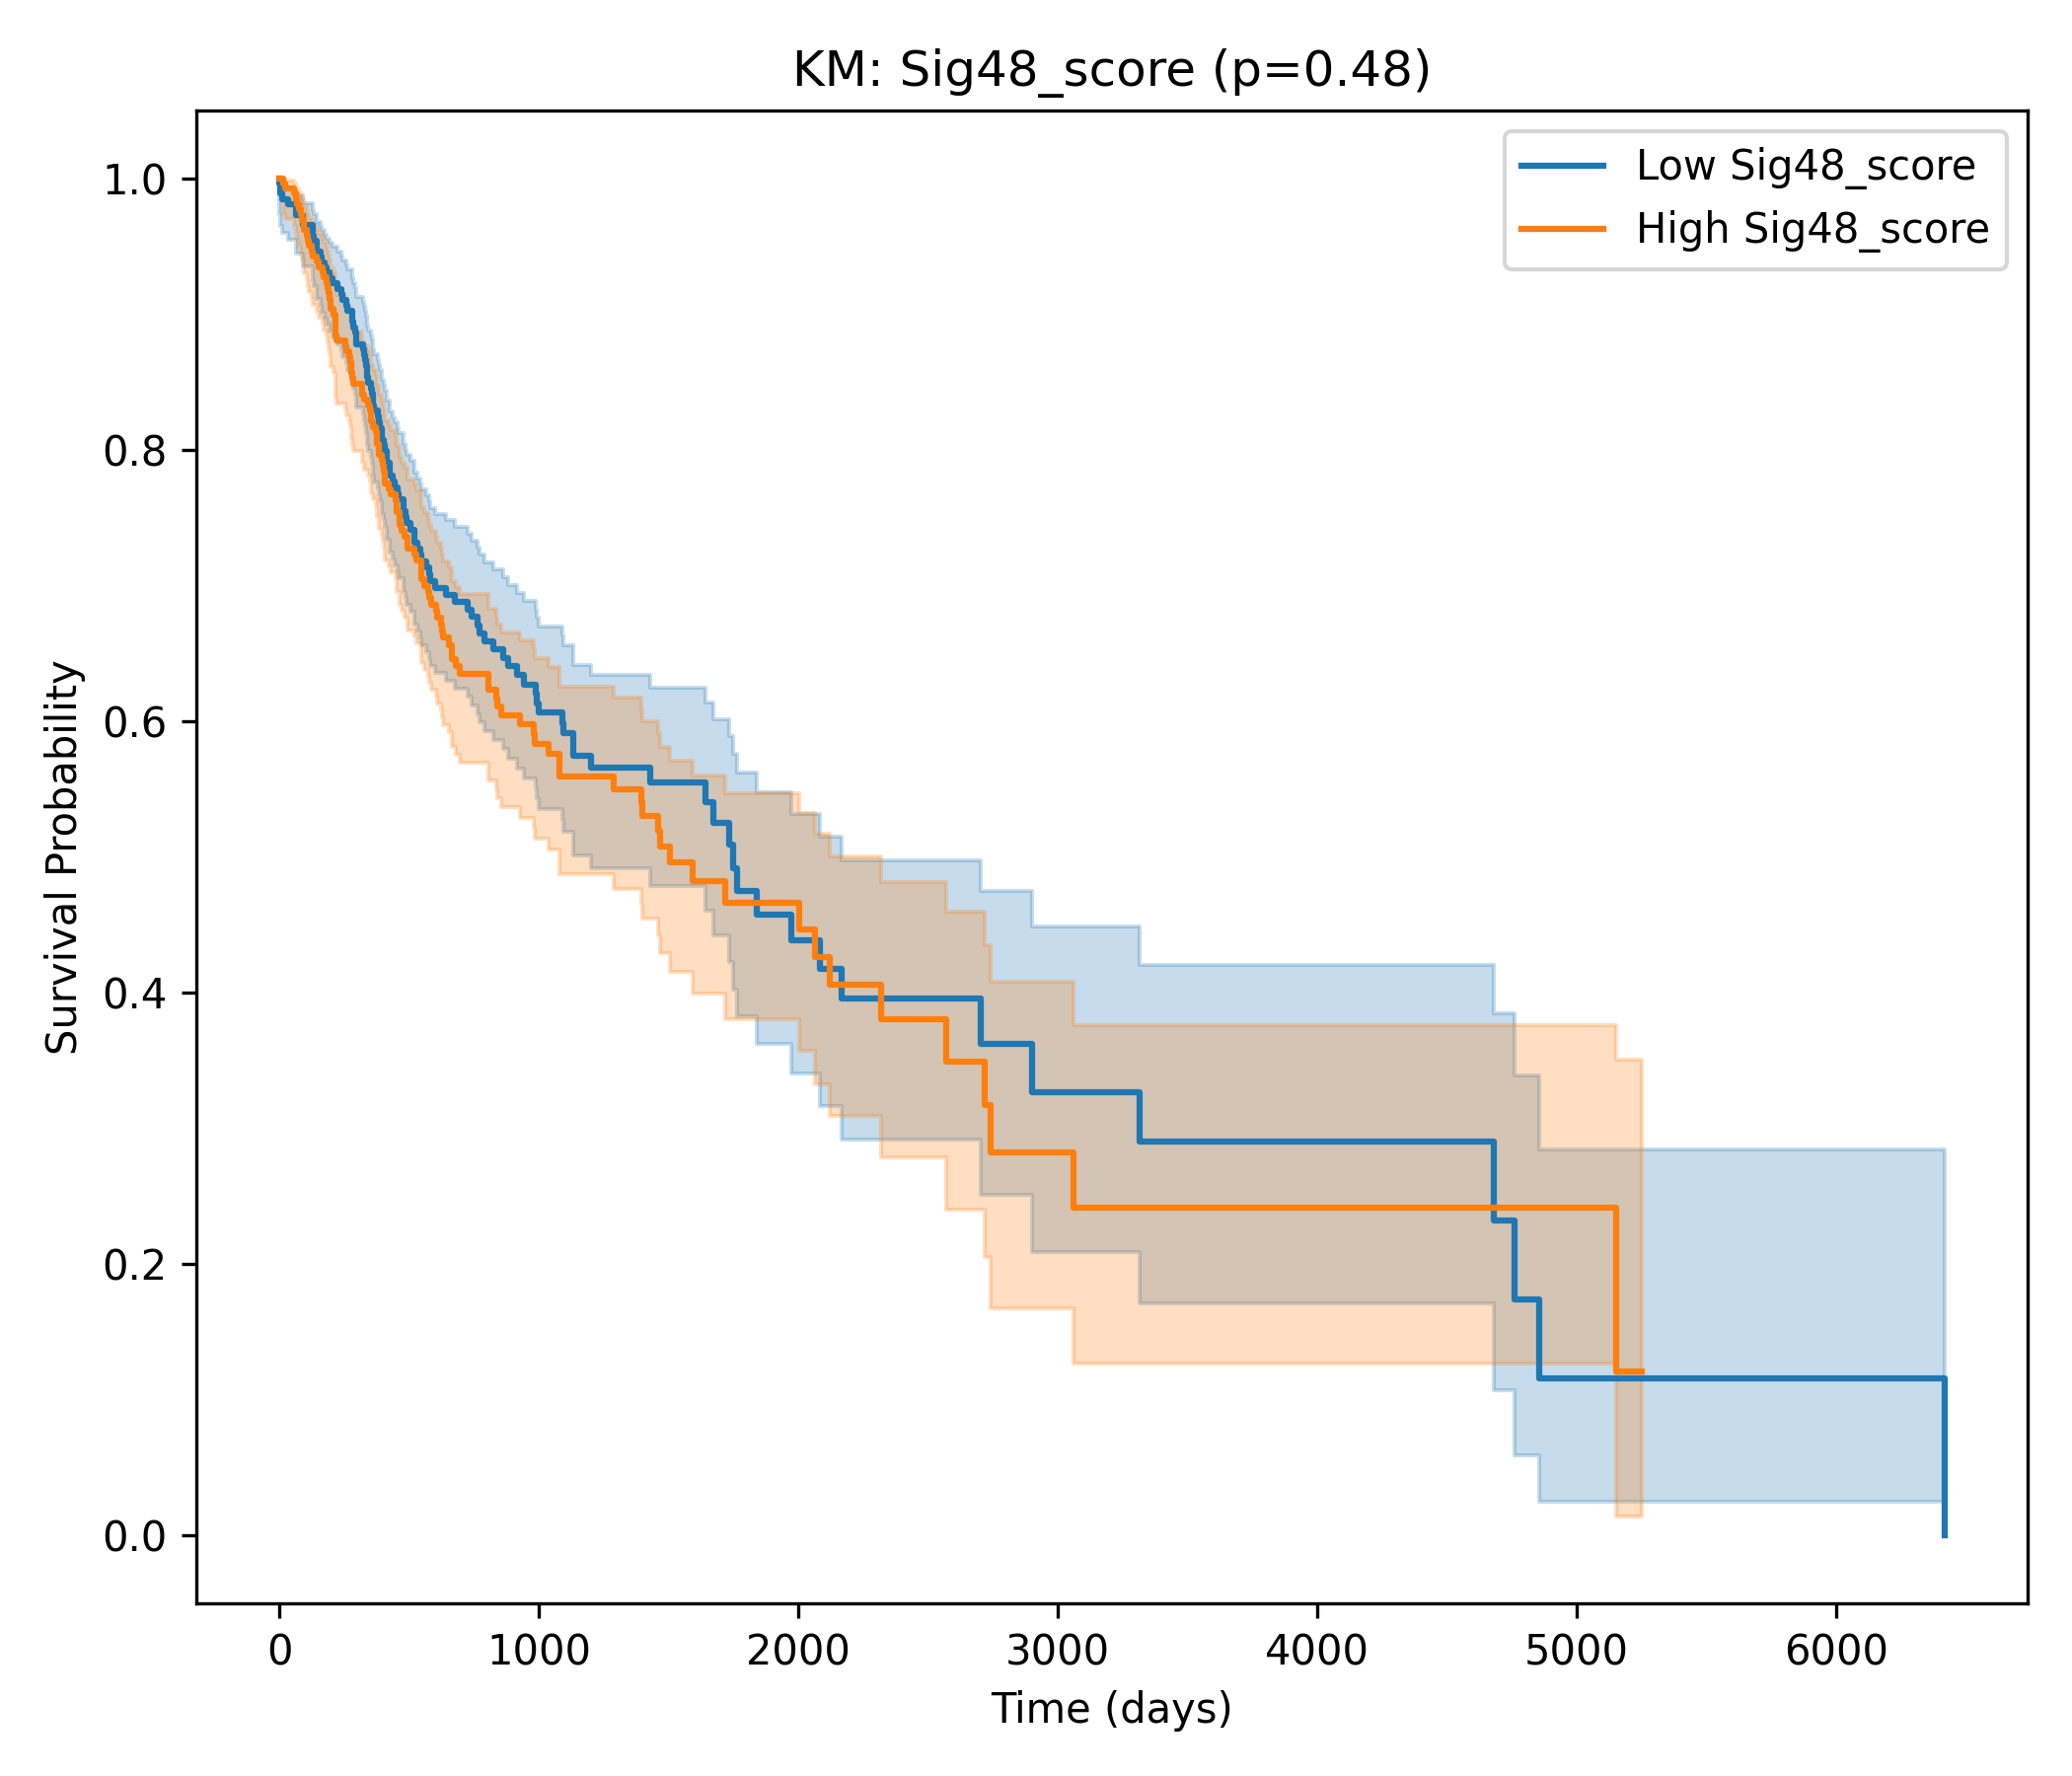 KM: Sig48_score (p=0.48)
Low Sig48_score
High Sig48_score
Survival Probability
1.0
0.8
0.6
0.4
0.2
0.0
0 1000 2000 3000 4000 5000 6000
Time (days)